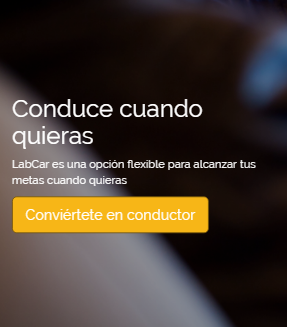 Conduce cuando
quieras
LabCar es una opción flexible para alcanzar tus
metas cuando quieras
Conviértete en conductor